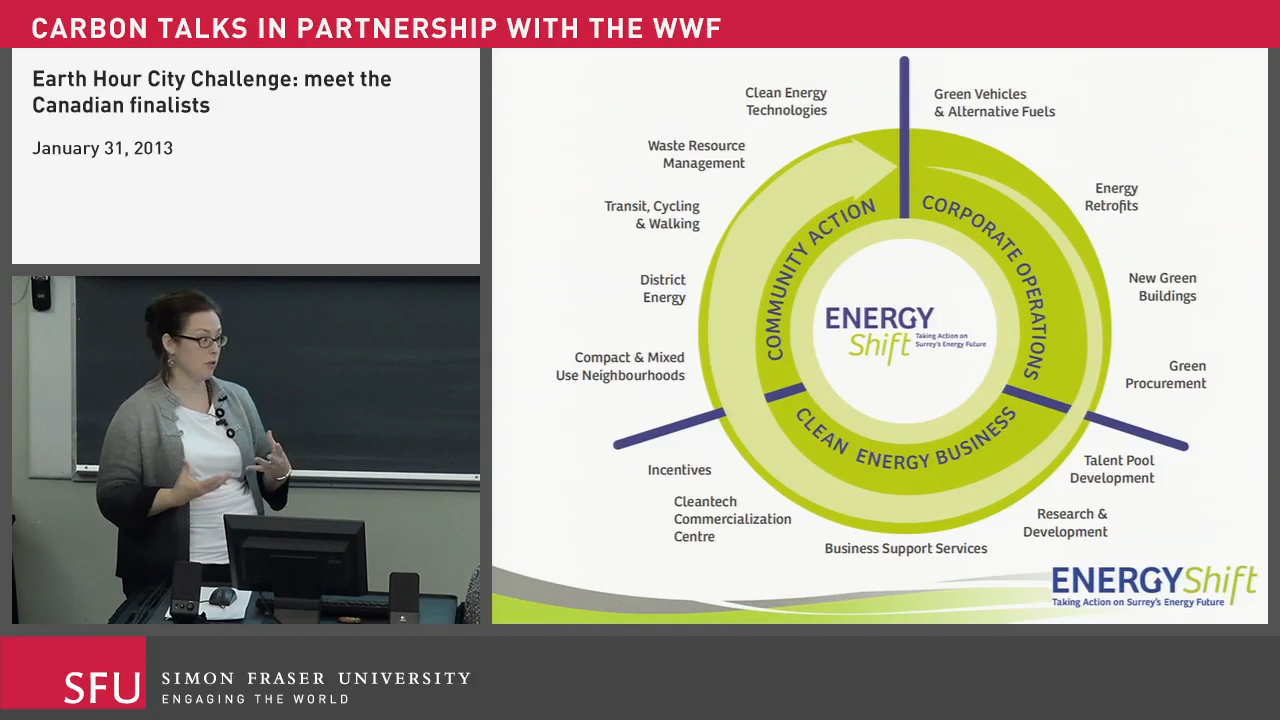 CARBON TALKS IN PARTNERSHIP WITH THE WWF
Earth Hour City Challenge: meet the
Canadian finalists
January 31, 2013
Clean Energy
Technologies
Green Vehicles
& Alternative Fuels
Waste Resource
Management
Energy
Retrofits
Transit, Cycling
& Walking
New Green
Buildings
District
Energy
Green
Procurement
Compact & Mixed
Use Neighbourhoods
COMMUNITY ACTION
CORPORATE OPERATIONS
CLEAN ENERGY BUSINESS
ENERGY
Shift
Taking Action on
Surrey's Energy Future
Incentives
Talent Pool
Development
Cleantech
Commercialization
Centre
Research &
Development
Business Support Services
ENERGYShift
Taking Action on Surrey's Energy Future
SFU
SIMON FRASER UNIVERSITY
ENGAGING THE WORLD